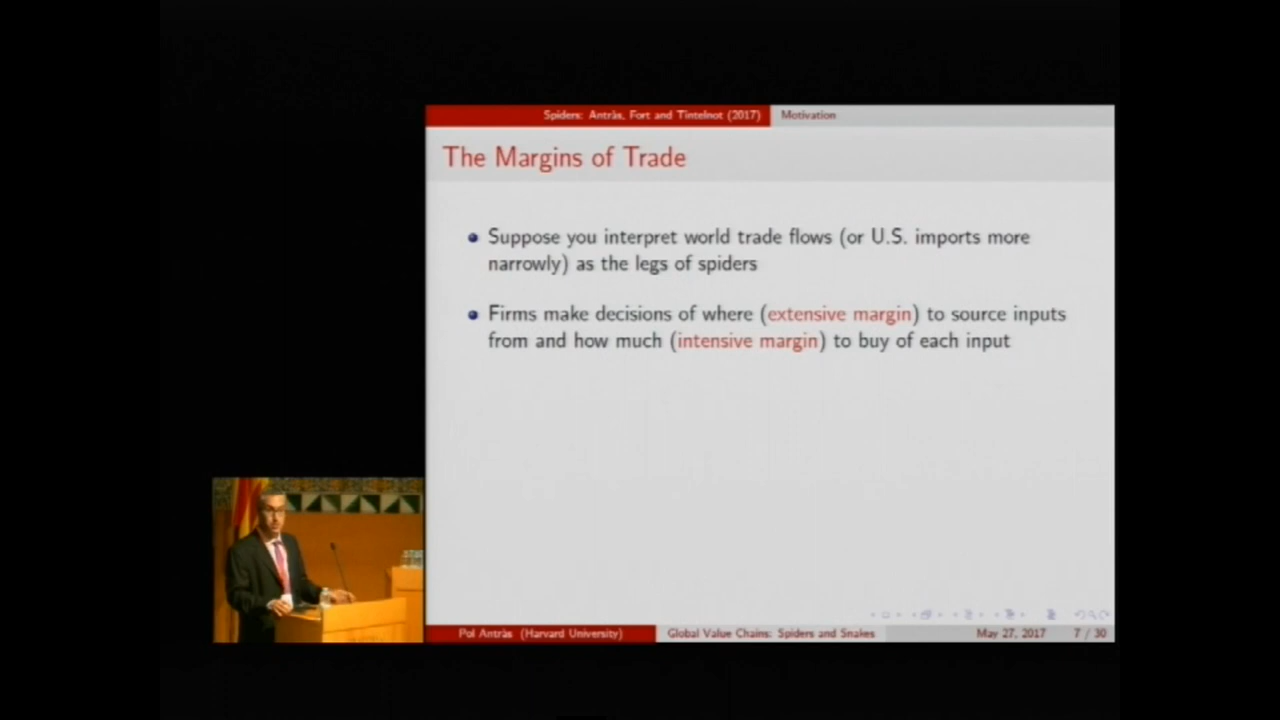 Spiders: Antràs, Fort and Tintelnot (2017) Motivation
The Margins of Trade
Suppose you interpret world trade flows (or U.S. imports more
narrowly) as the legs of spiders
Firms make decisions of where (extensive margin) to source inputs
from and how much (intensive margin) to buy of each input
Pol Antràs (Harvard University) Global Value Chains: Spiders and Snakes May 27, 2017 7 / 30